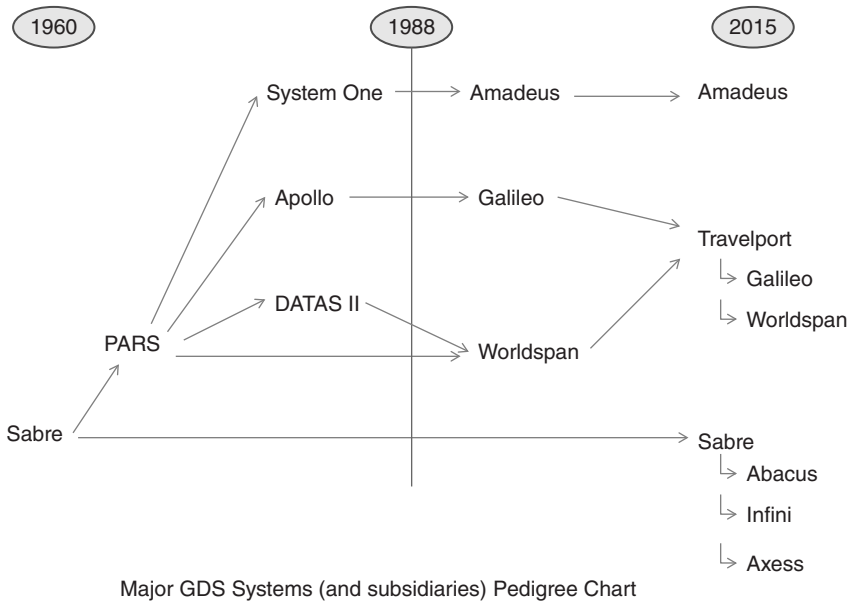 1960
1988
2015
System One
Amadeus
Amadeus
Apollo
Galileo
Travelport
Galileo
DATAS II
Worldspan
PARS
Worldspan
Sabre
Sabre
Abacus
Infini
Axess
Major GDS Systems (and subsidiaries) Pedigree Chart